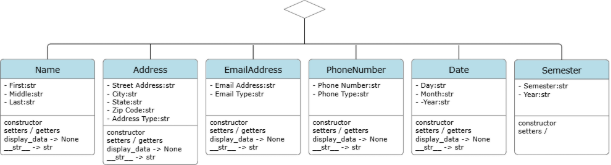 Name
- First:str
- Middle:str
- Last:str
constructor
setters / getters
display_data -> None
__str__ -> str
Address
- Street Address:str
- City:str
- State:str
- Zip Code:str
- Address Type:str
constructor
setters / getters
display_data -> None
__str__ -> str
EmailAddress
- Email Address:str
- Email Type:str
constructor
setters / getters
display_data -> None
__str__ -> str
PhoneNumber
- Phone Number:str
- Phone Type:str
constructor
setters / getters
display_data -> None
__str__ -> str
Date
- Day:str
- Month:str
- -Year:str
constructor
setters / getters
display_data -> None
__str__ -> str
Semester
- Semester:str
- Year:str
constructor
setters /